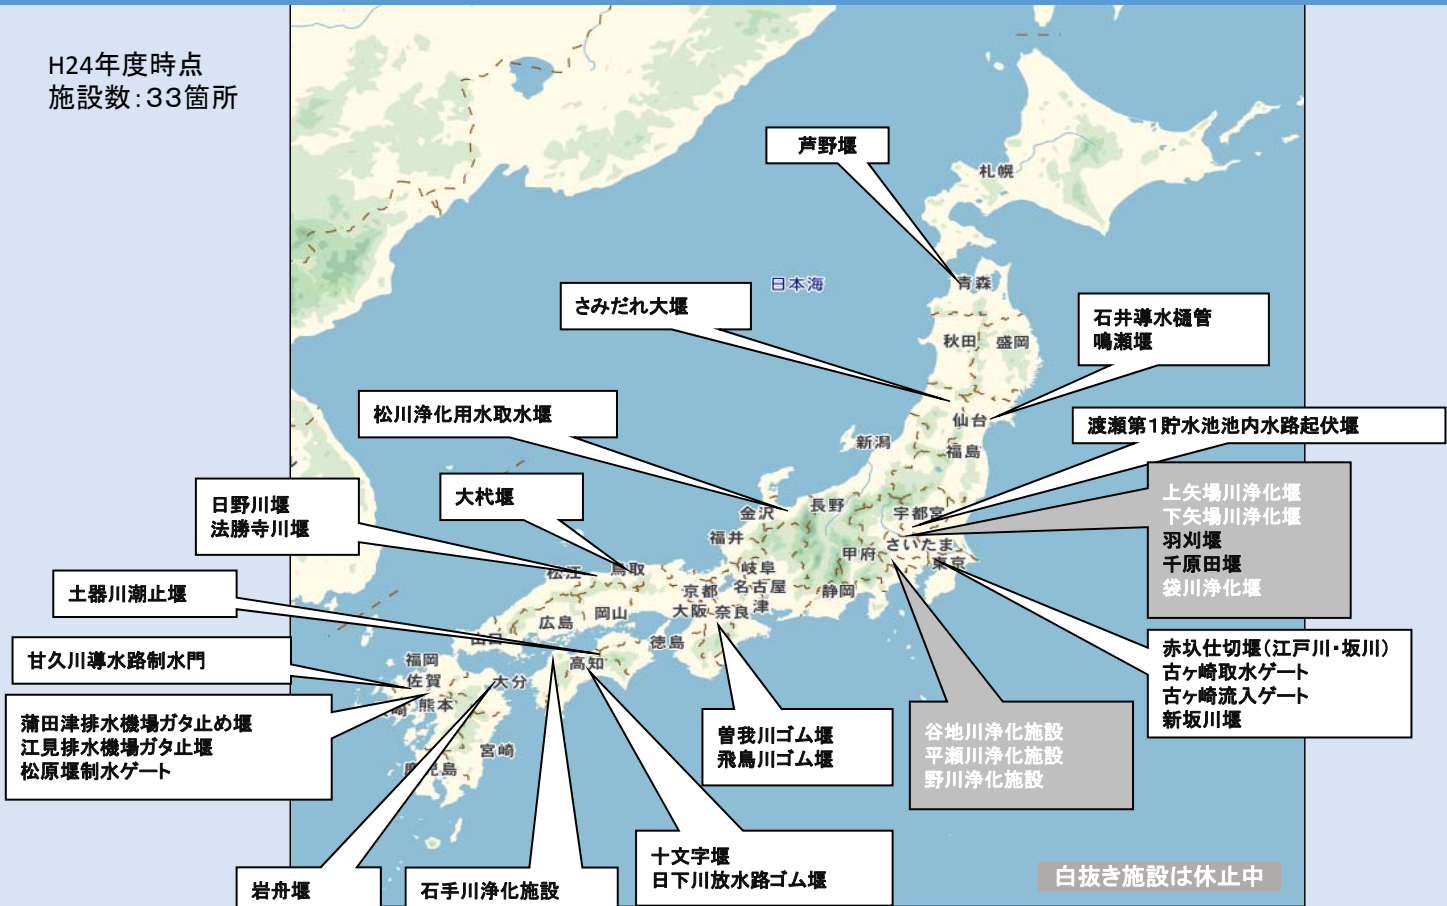 H24年度時点
施設数：33箇所
芦野堰
札幌
青森
日本海
さみだれ大堰
石井導水樋管
鳴瀬堰
秋田
盛岡
松川浄化用水取水堰
仙台
渡瀬第1貯水池池内水路起伏堰
新潟
福島
上矢場川浄化堰
下矢場川浄化堰
羽刈堰
千原田堰
袋川浄化堰
日野川堰
法勝寺川堰
大杙堰
金沢
長野
宇都宮
福井
甲府
さいたま
東京
松江
鳥取
岐阜
京都
名古屋
静岡
土器川潮止堰
岡山
大阪
奈良
津
広島
徳島
山口
高知
甘久川導水路制水門
福岡
佐賀
大分
熊本
赤圦仕切堰(江戸川・坂川)
古ヶ崎取水ゲート
古ヶ崎流入ゲート
新坂川堰
蒲田津排水機場ガタ止め堰
江見排水機場ガタ止堰
松原堰制水ゲート
曽我川ゴム堰
飛鳥川ゴム堰
谷地川浄化施設
平瀬川浄化施設
野川浄化施設
宮崎
鹿児島
十文字堰
日下川放水路ゴム堰
岩舟堰
石手川浄化施設
白抜き施設は休止中